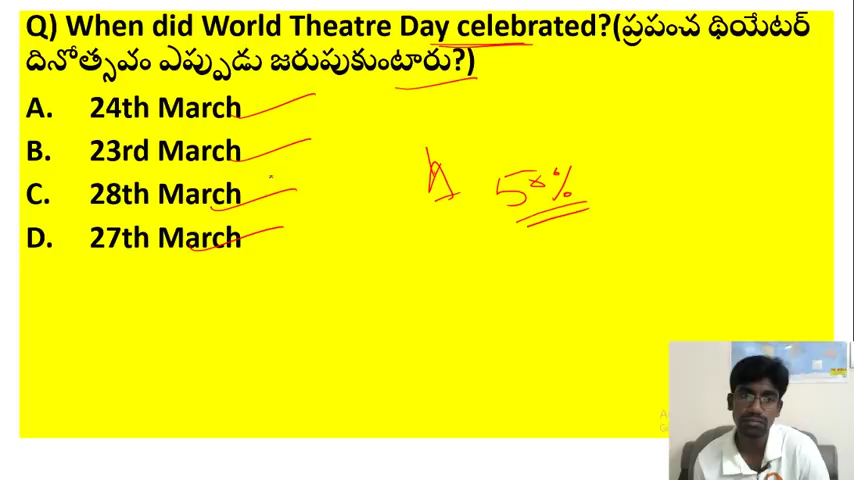 Q) When did World Theatre Day celebrated?(ప్రపంచ థియేటర్
దినోత్సవం ఎప్పుడు జరుపుకుంటారు?)
A. 24th March
B. 23rd March
C. 28th March
D. 27th March